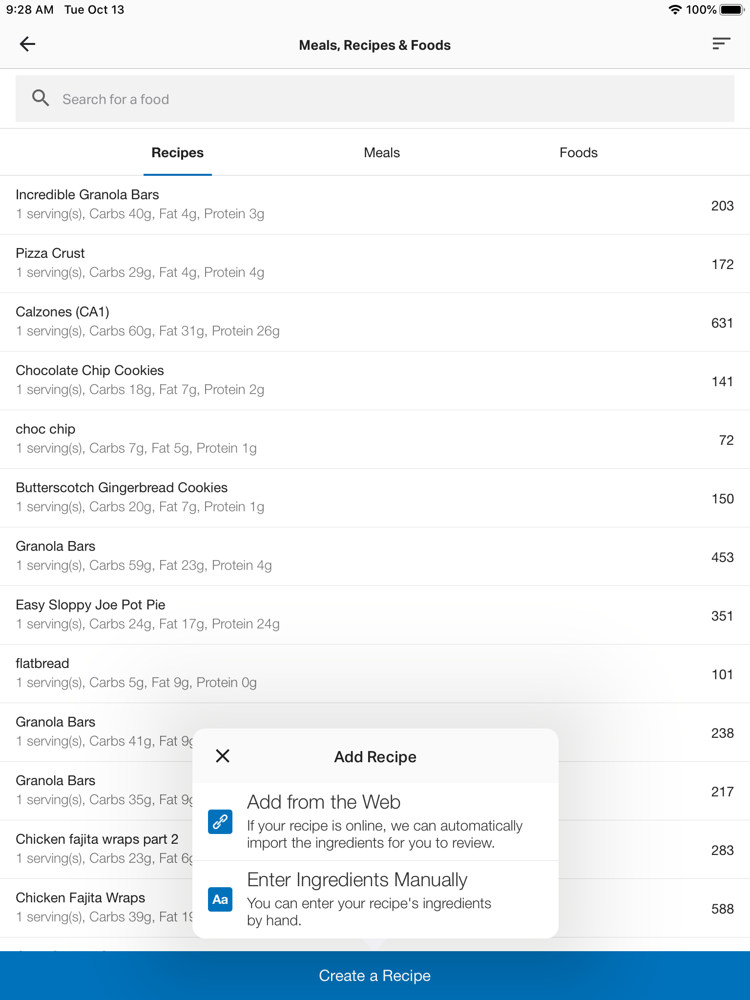 9:28 AM Tue Oct 13 100%
Meals, Recipes & Foods
Search for a food
Recipes Meals Foods
Incredible Granola Bars
1 serving(s), Carbs 40g, Fat 4g, Protein 3g
203
Pizza Crust
1 serving(s), Carbs 29g, Fat 4g, Protein 4g
172
Calzones (CA1)
1 serving(s), Carbs 60g, Fat 31g, Protein 26g
631
Chocolate Chip Cookies
1 serving(s), Carbs 18g, Fat 7g, Protein 2g
141
choc chip
1 serving(s), Carbs 7g, Fat 5g, Protein 1g
72
Butterscotch Gingerbread Cookies
1 serving(s), Carbs 20g, Fat 7g, Protein 1g
150
Granola Bars
1 serving(s), Carbs 59g, Fat 23g, Protein 4g
453
Easy Sloppy Joe Pot Pie
1 serving(s), Carbs 24g, Fat 17g, Protein 24g
351
flatbread
1 serving(s), Carbs 5g, Fat 9g, Protein 0g
101
Granola Bars
1 serving(s), Carbs 41g, Fat 9g
238
Granola Bars
1 serving(s), Carbs 35g, Fat 9g
217
Chicken fajita wraps part 2
1 serving(s), Carbs 23g, Fat 6g
283
Chicken Fajita Wraps
1 serving(s), Carbs 39g, Fat 19
588
Add Recipe
Add from the Web
If your recipe is online, we can automatically
import the ingredients for you to review.
Aa
Enter Ingredients Manually
You can enter your recipe's ingredients
by hand.
Create a Recipe